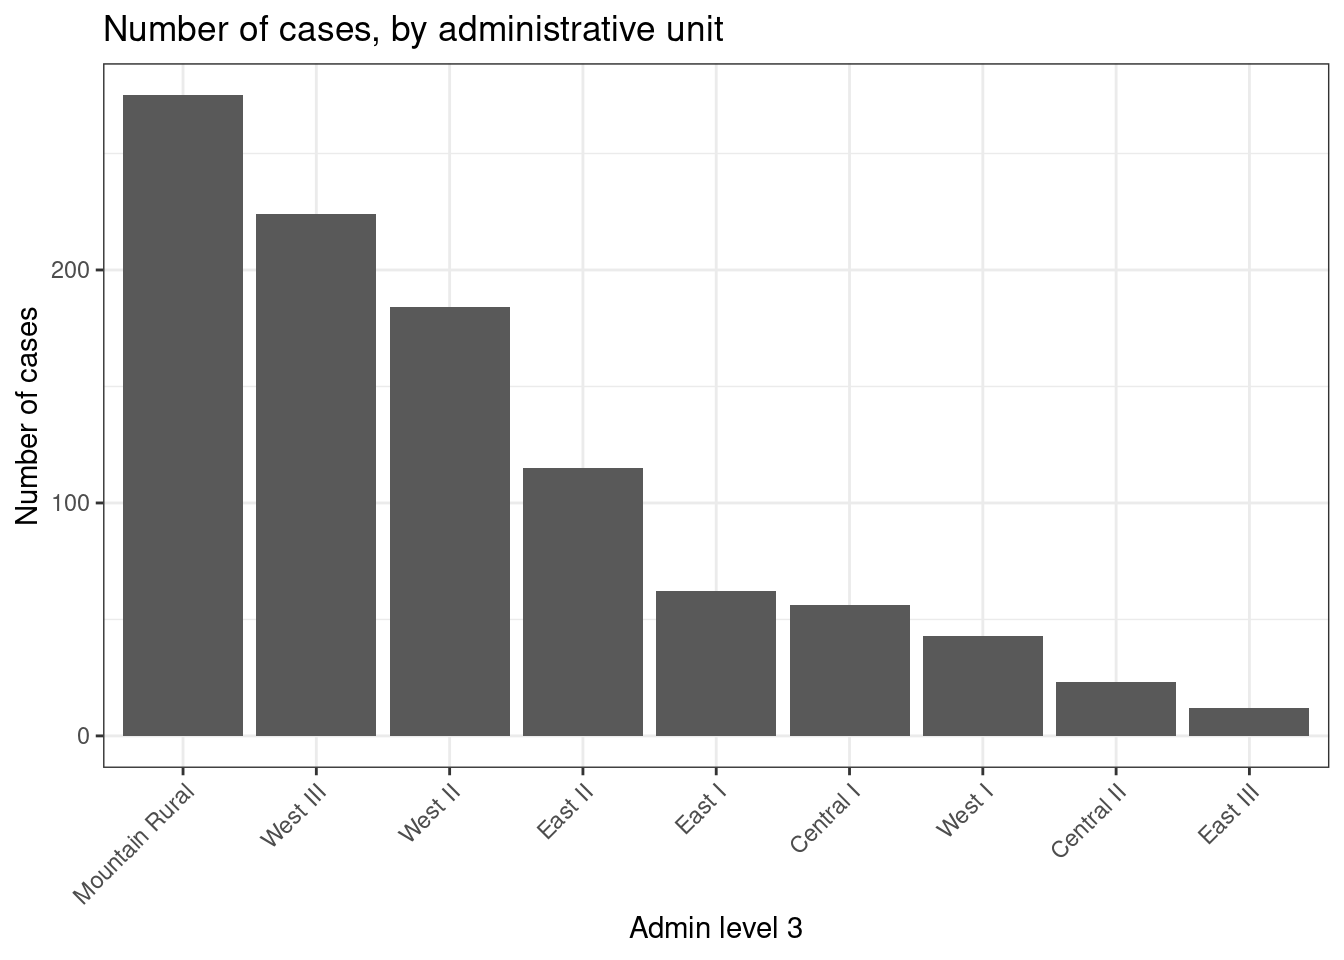 Number of cases, by administrative unit
Number of cases
200
100
0
Mountain Rural
West III
West II
East II
East I
Central I
West I
Central II
East III
Admin level 3